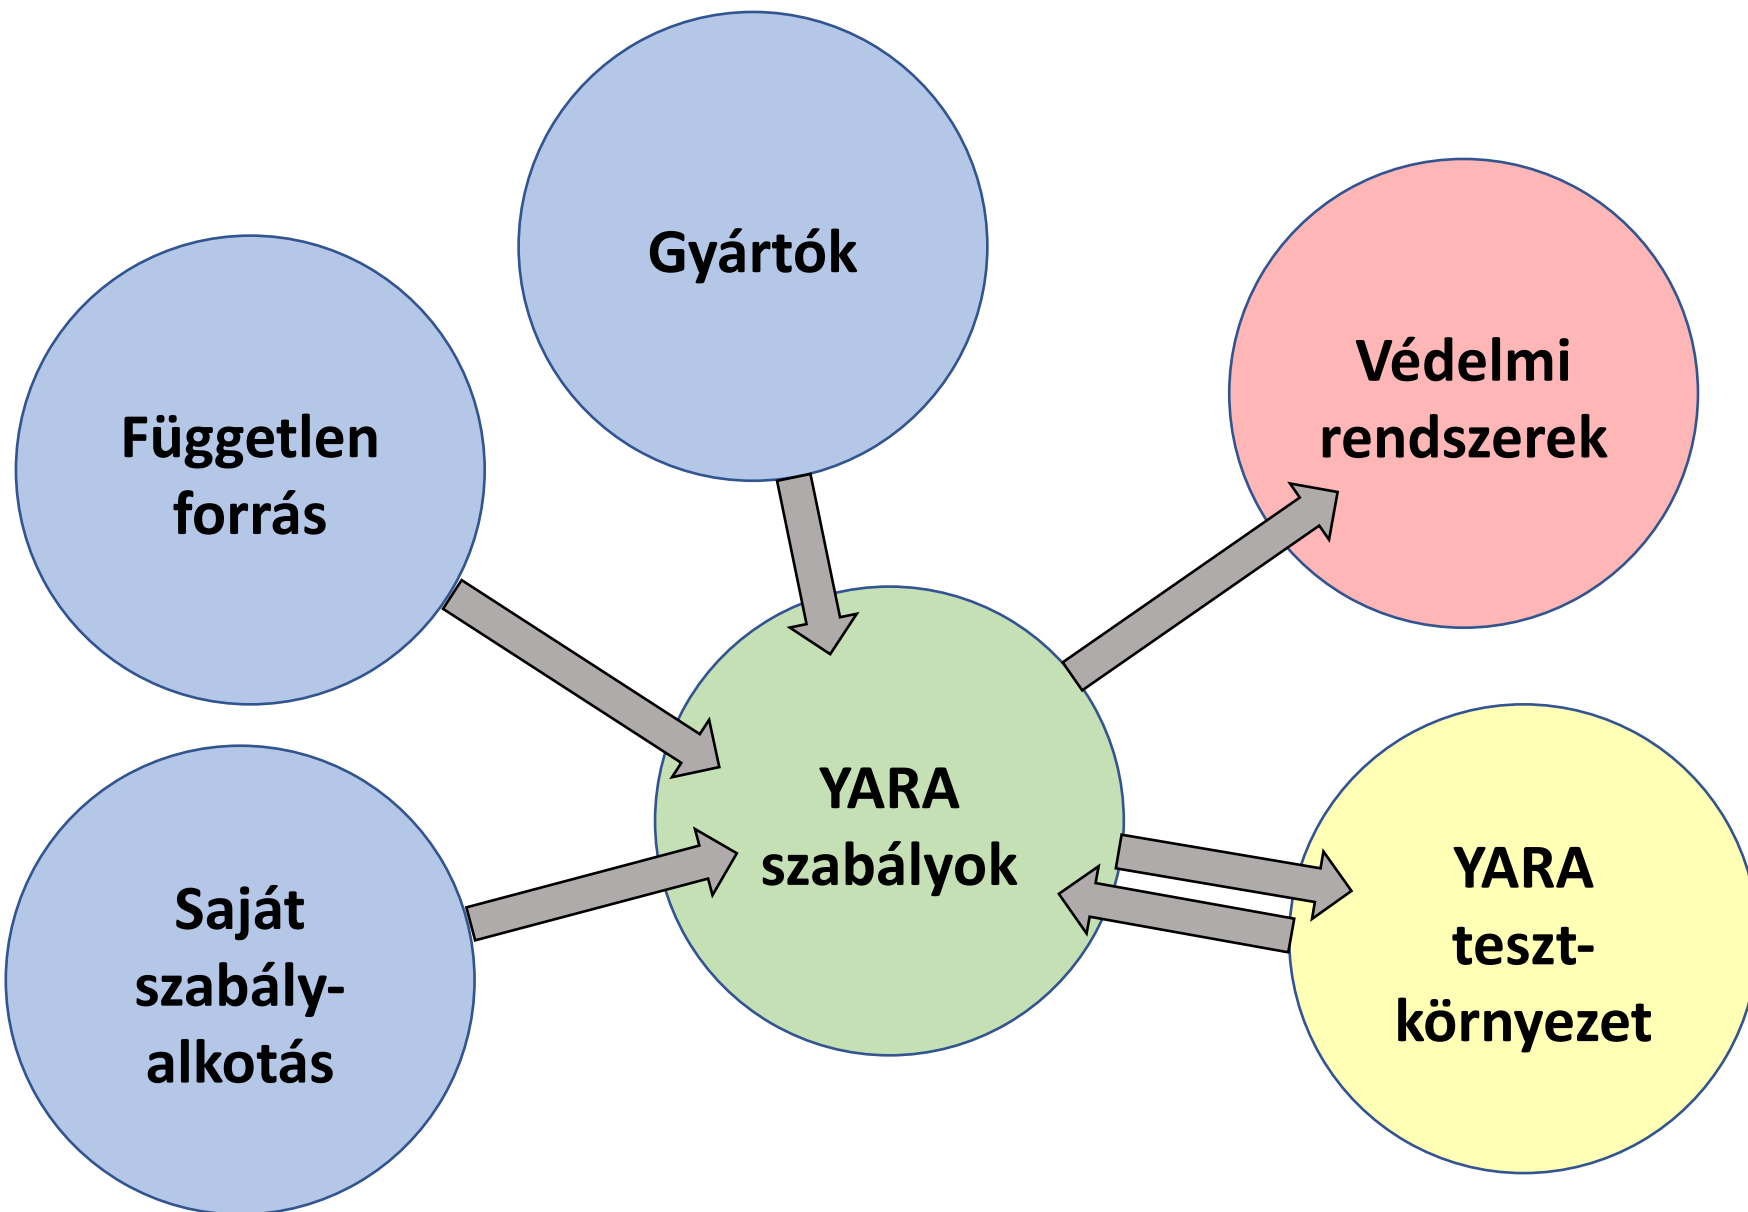 Gyártók
Védelmi
rendszerek
Független
forrás
YARA
szabályok
YARA
teszt-
környezet
Saját
szabály-
alkotás